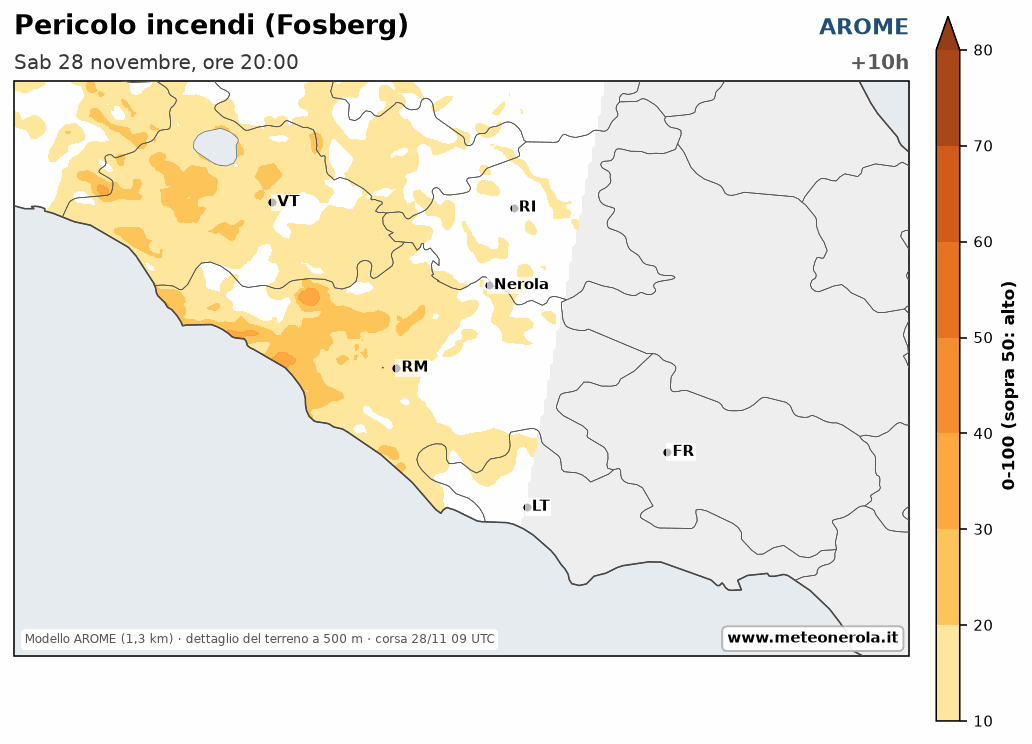 Pericolo incendi (Fosberg)
AROME
Sab 28 novembre, ore 20:00
+10h
80
70
60
50
40
30
20
10
0-100 (sopra 50: alto)
VT
RI
Nerola
RM
FR
LT
Modello AROME (1,3 km) · dettaglio del terreno a 500 m · corsa 28/11 09 UTC
www.meteonerola.it